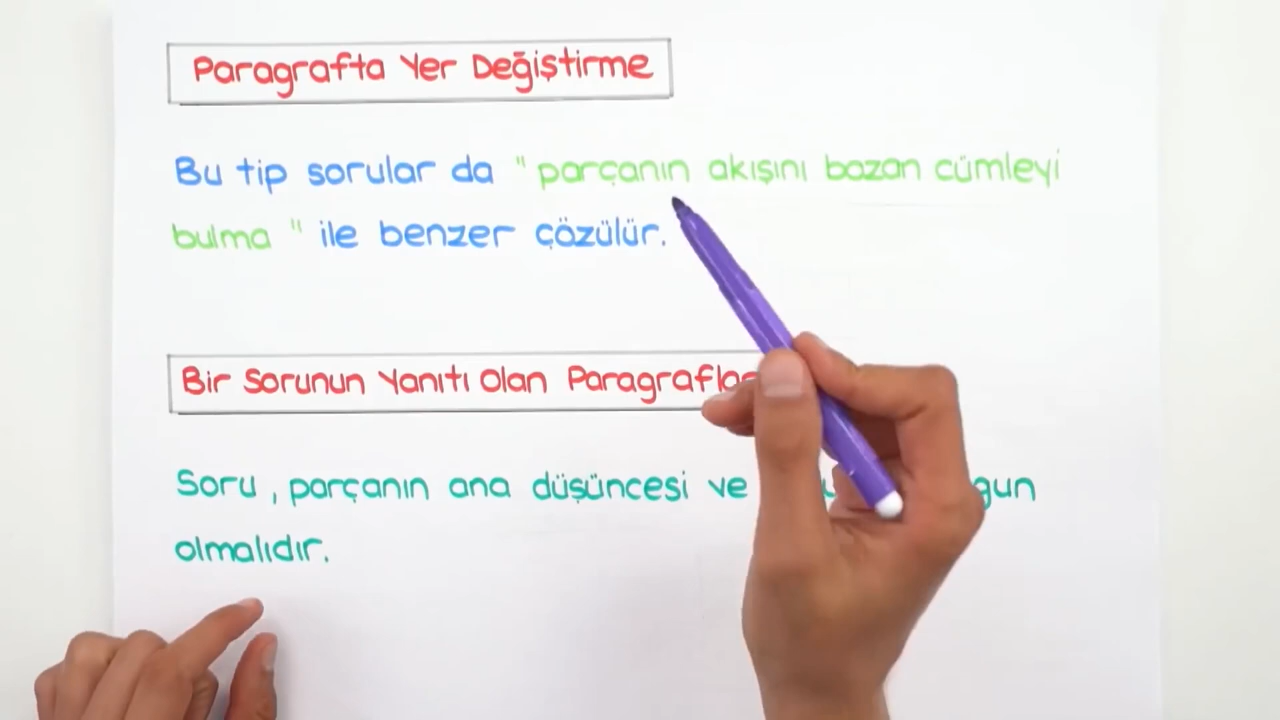 Paragrafta Yer Değiştirme
Bu tip sorular da " parçanın akışını bozan cümleyi
bulma " ile benzer çözülür.
Bir Sorunun Yanıtı Olan
Soru, parçanın ana düşüncesi ve
olmalıdır.